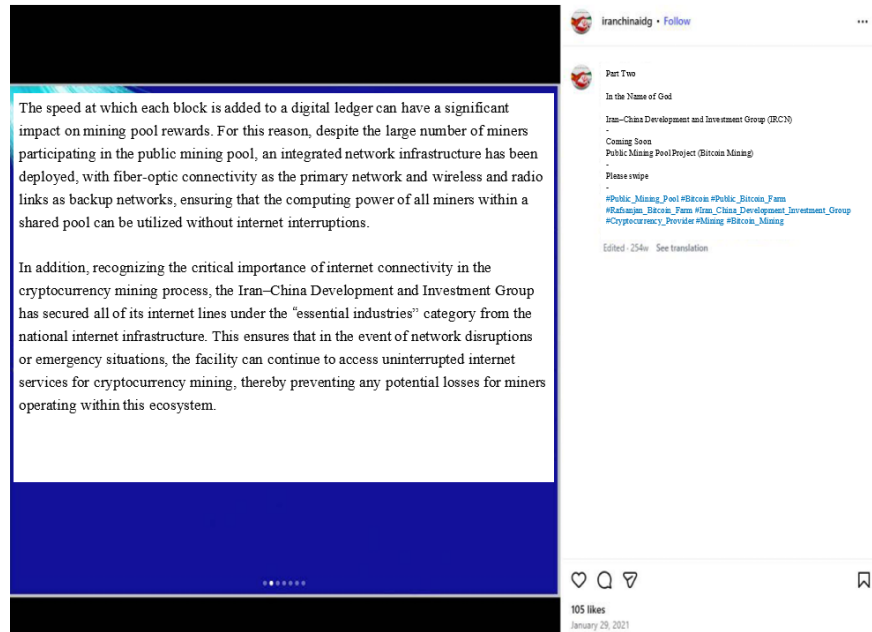 The speed at which each block is added to a digital ledger can have a significant
impact on mining pool rewards. For this reason, despite the large number of miners
participating in the public mining pool, an integrated network infrastructure has been
deployed, with fiber-optic connectivity as the primary network and wireless and radio
links as backup networks, ensuring that the computing power of all miners within a
shared pool can be utilized without internet interruptions.
In addition, recognizing the critical importance of internet connectivity in the
cryptocurrency mining process, the Iran–China Development and Investment Group
has secured all of its internet lines under the “essential industries” category from the
national internet infrastructure. This ensures that in the event of network disruptions
or emergency situations, the facility can continue to access uninterrupted internet
services for cryptocurrency mining, thereby preventing any potential losses for miners
operating within this ecosystem.
iranchinaidg • Follow
Part Two
In the Name of God
Iran–China Development and Investment Group (IRCN)
-
Coming Soon
Public Mining Pool Project (Bitcoin Mining)
-
Please swipe
-
#Public_Mining_Pool #Bitcoin #Public_Bitcoin_Farm
#Rafsanjan_Bitcoin_Farm #Iran_China_Development_Investment_Group
#Cryptocurrency_Provider #Mining #Bitcoin_Mining
Edited · 254w See translation
105 likes
January 29, 2021